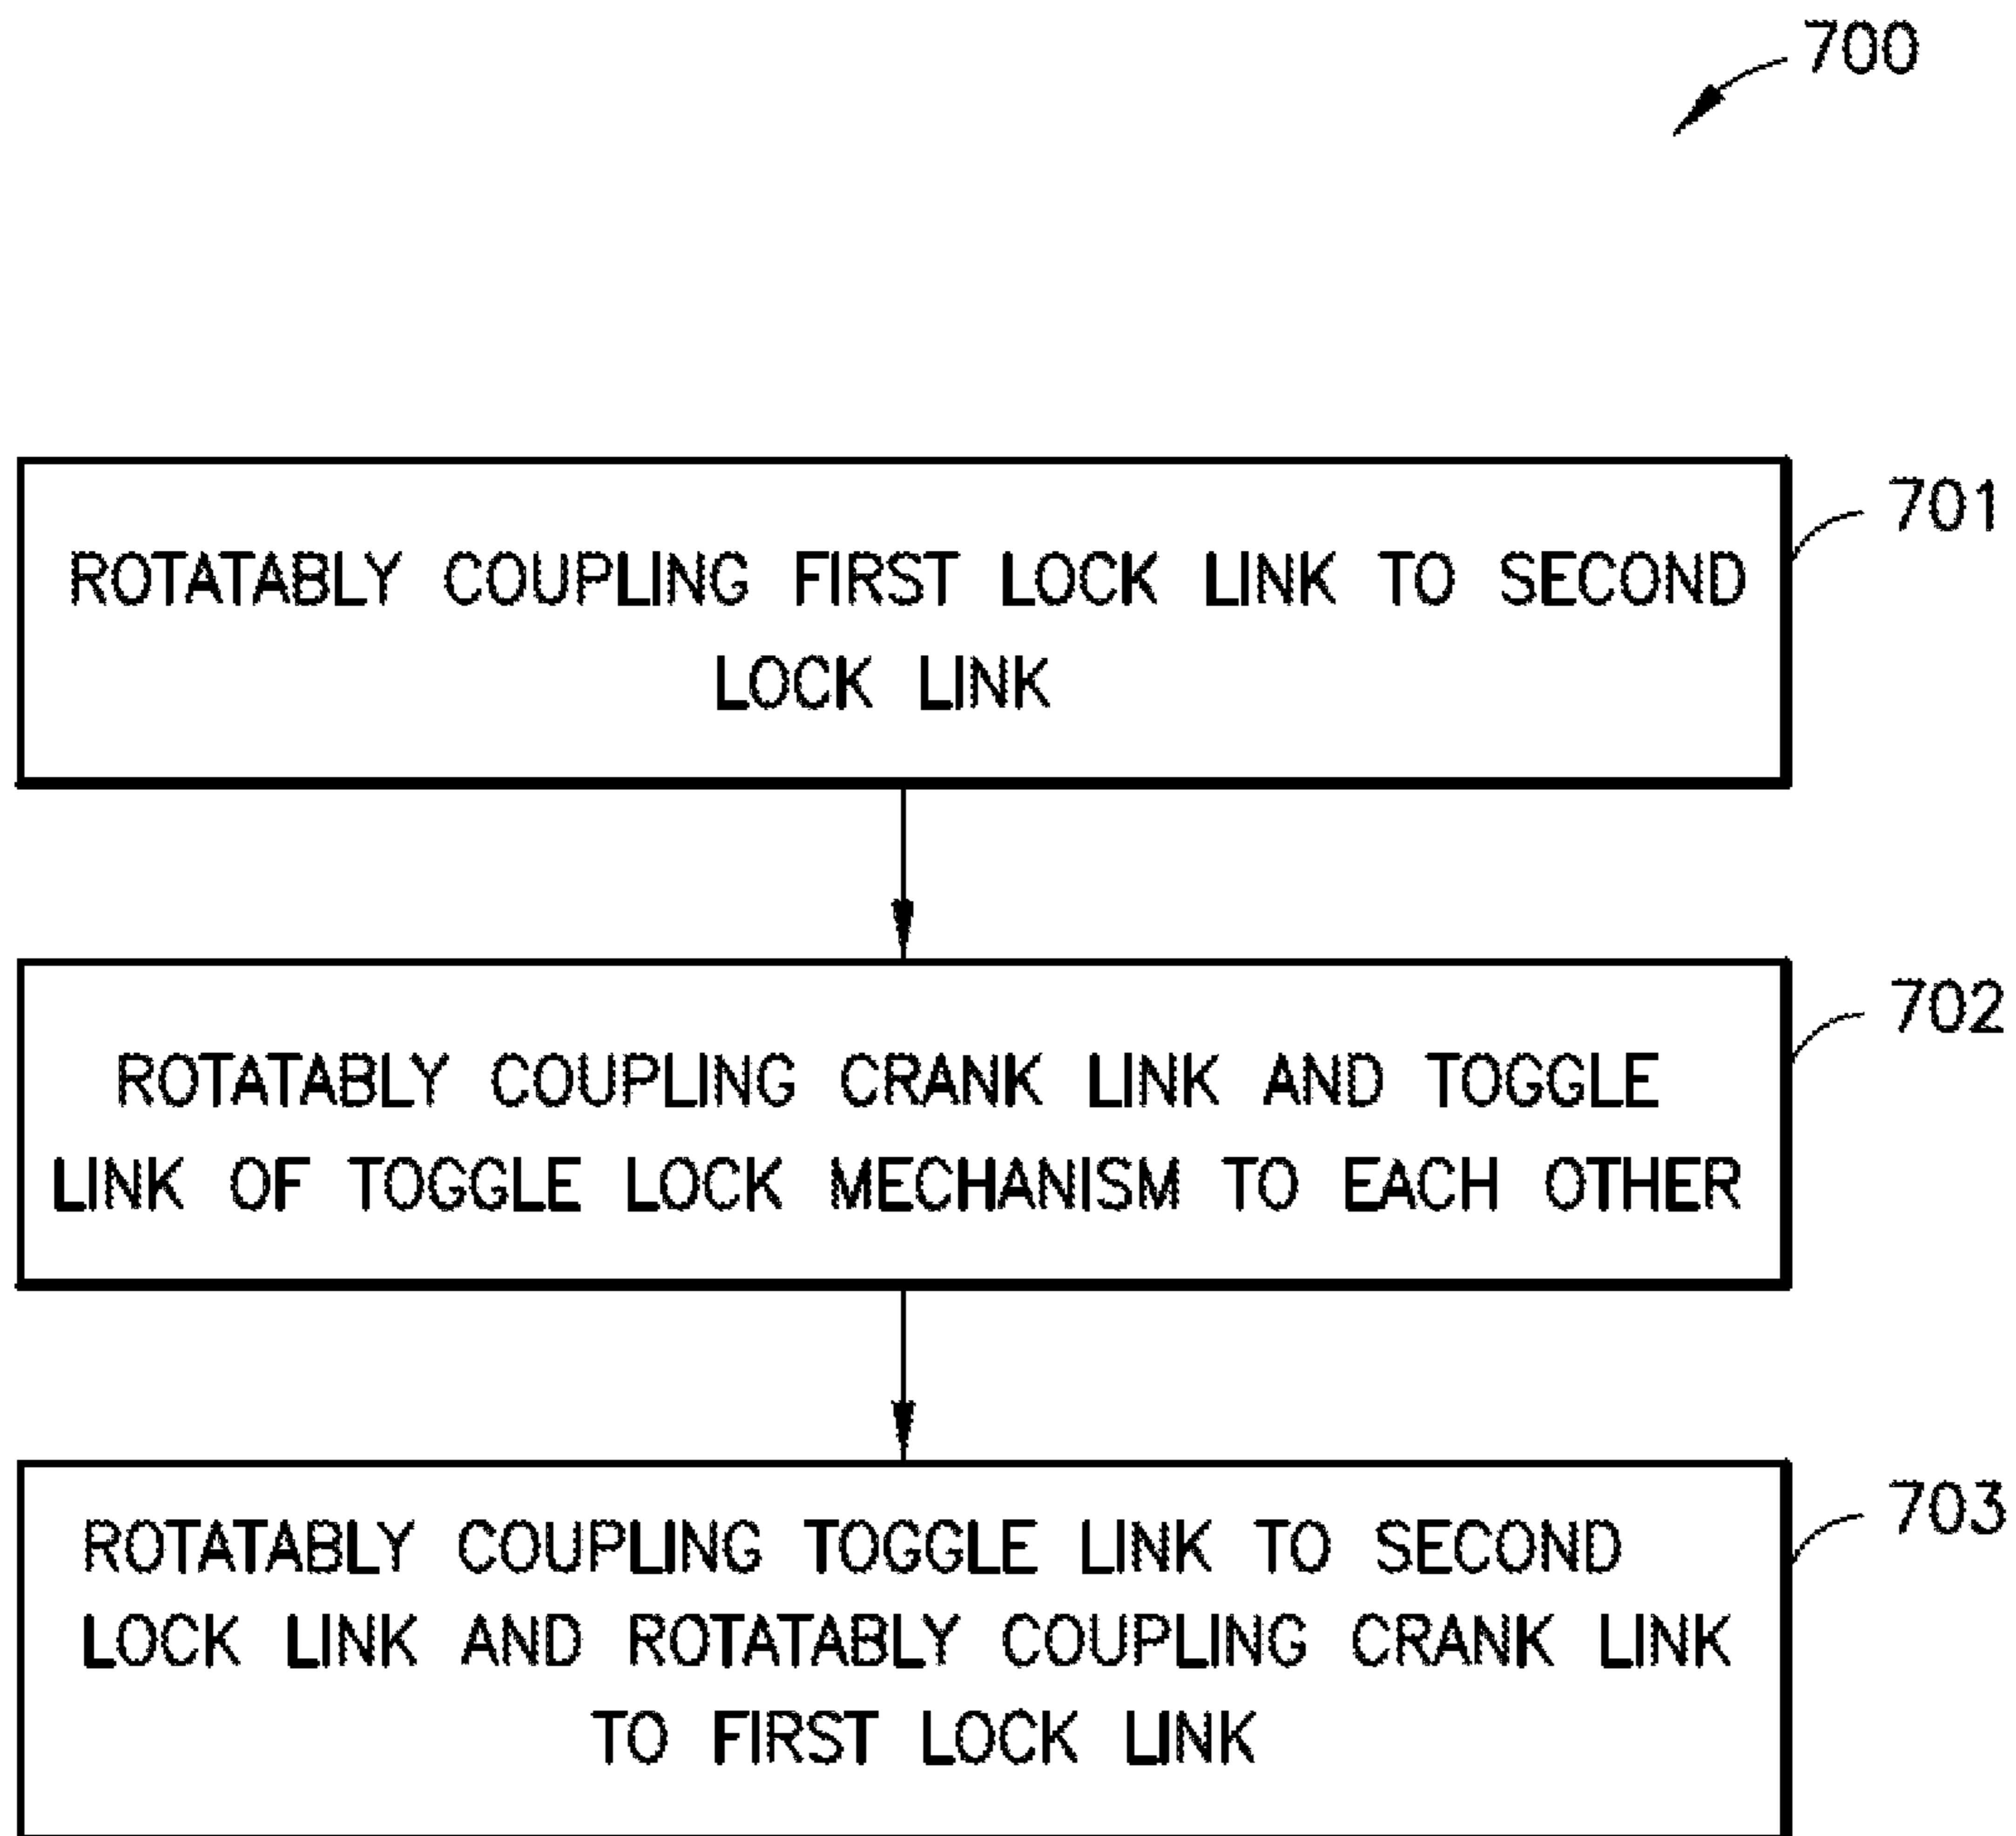 700
701
ROTATABLY COUPLING FIRST LOCK LINK TO SECOND
LOCK LINK
702
ROTATABLY COUPLING CRANK LINK AND TOGGLE
LINK OF TOGGLE LOCK MECHANISM TO EACH OTHER
703
ROTATABLY COUPLING TOGGLE LINK TO SECOND
LOCK LINK AND ROTATABLY COUPLING CRANK LINK
TO FIRST LOCK LINK